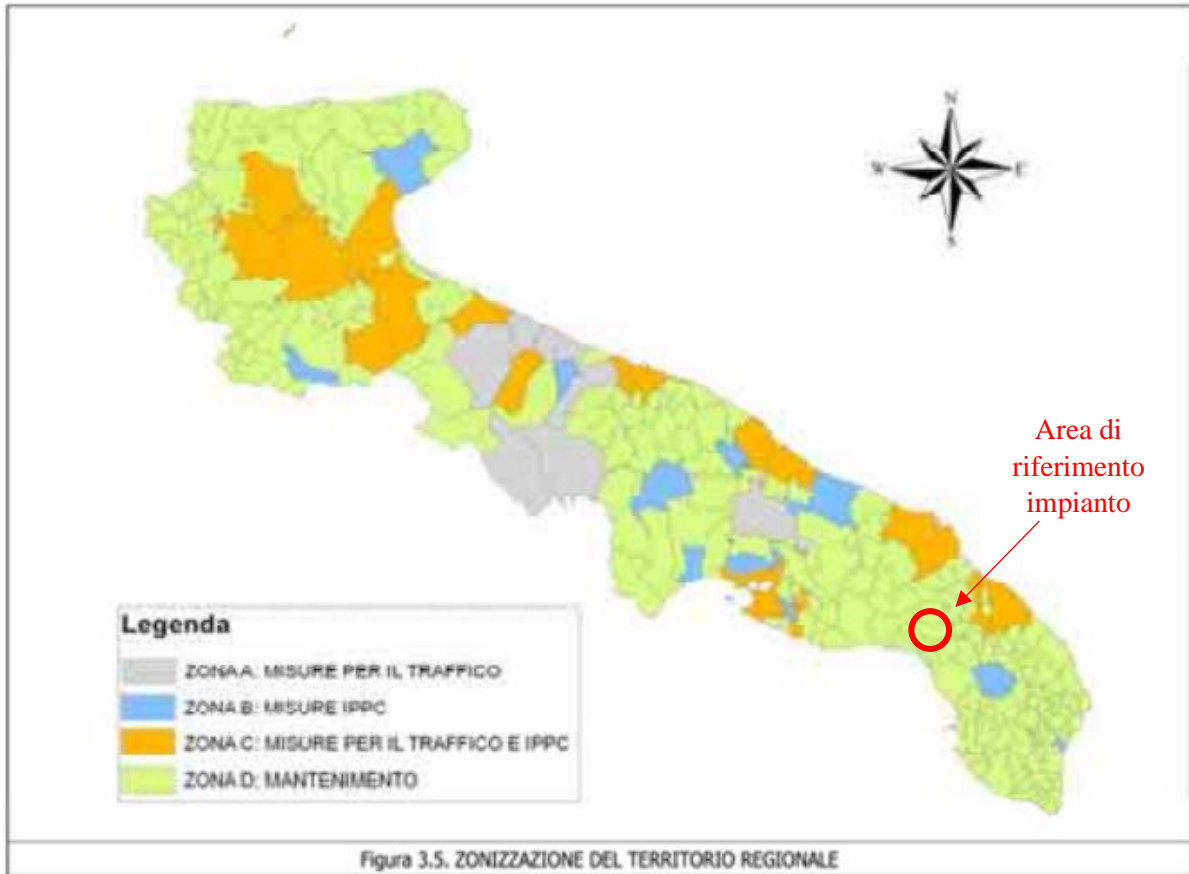 N
W
E
S
Area di
riferimento
impianto
Legenda
ZONA A: MISURE PER IL TRAFFICO
ZONA B: MISURE IPPC
ZONA C: MISURE PER IL TRAFFICO E IPPC
ZONA D: MANTENIMENTO
Figura 3.5. ZONIZZAZIONE DEL TERRITORIO REGIONALE